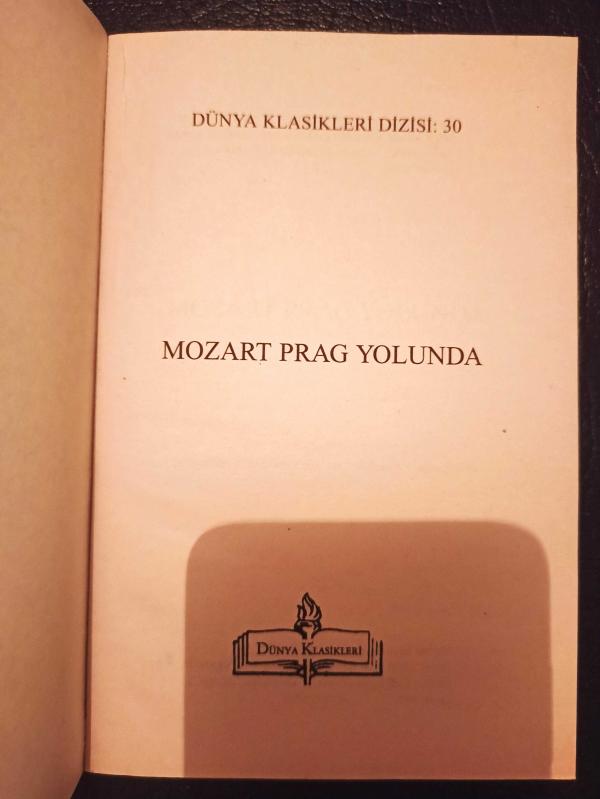 DÜNYA KLASİKLERİ DİZİSİ: 30
MOZART PRAG YOLUNDA
DÜNYA KLASİKLERİ